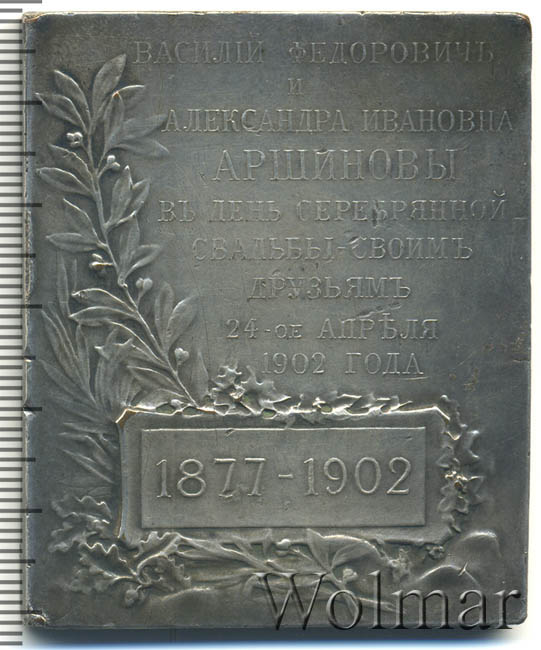 ВАСИЛІЙ ФЕДОРОВИЧЪ
И
АЛЕКСАНДРА ИВАНОВНА
АРШИНОВЫ
ВЪ ДЕНЬ СЕРЕБРЯННОЙ
СВАДЬБЫ-СВОИМЪ
ДРУЗЬЯМЪ
24-ОЕ АПРѢЛЯ
1902 ГОДА
1877-1902
Wolmar